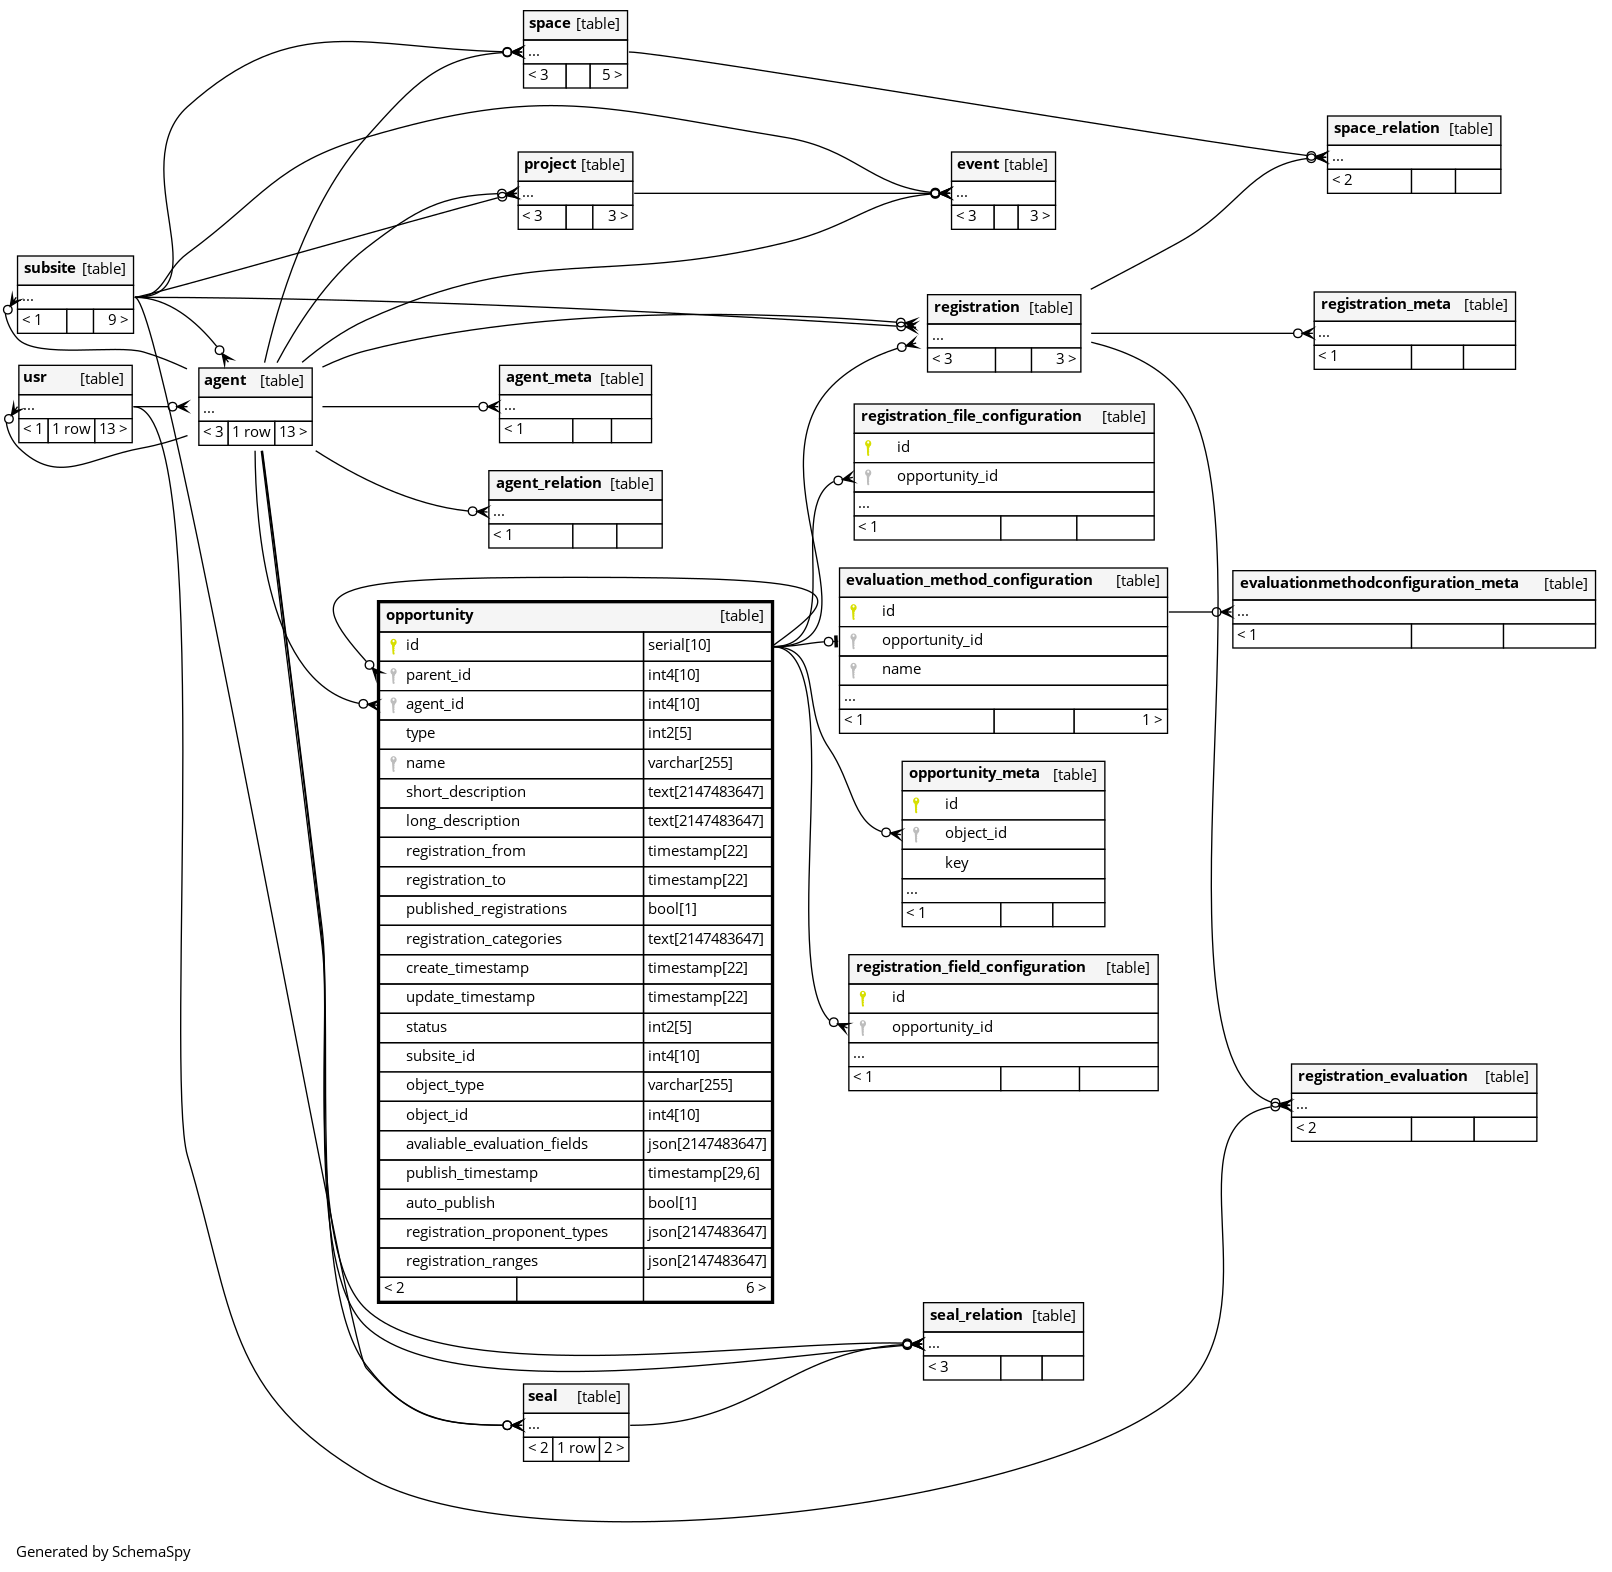 space [table]
...
< 3 5 >
space_relation [table]
...
< 2
project [table]
...
< 3 3 >
event [table]
...
< 3 3 >
subsite [table]
...
< 1 9 >
registration [table]
...
< 3 3 >
registration_meta [table]
...
< 1
usr [table]
...
< 1 1 row 13 >
agent [table]
...
< 3 1 row 13 >
agent_meta [table]
...
< 1
registration_file_configuration [table]
id
opportunity_id
...
< 1
agent_relation [table]
...
< 1
evaluation_method_configuration [table]
id
opportunity_id
name
...
< 1 1 >
evaluationmethodconfiguration_meta [table]
...
< 1
opportunity [table]
id serial[10]
parent_id int4[10]
agent_id int4[10]
type int2[5]
name varchar[255]
short_description text[2147483647]
long_description text[2147483647]
registration_from timestamp[22]
registration_to timestamp[22]
published_registrations bool[1]
registration_categories text[2147483647]
create_timestamp timestamp[22]
update_timestamp timestamp[22]
status int2[5]
subsite_id int4[10]
object_type varchar[255]
object_id int4[10]
avaliable_evaluation_fields json[2147483647]
publish_timestamp timestamp[29,6]
auto_publish bool[1]
registration_proponent_types json[2147483647]
registration_ranges json[2147483647]
< 2 6 >
opportunity_meta [table]
id
object_id
key
...
< 1
registration_field_configuration [table]
id
opportunity_id
...
< 1
registration_evaluation [table]
...
< 2
seal_relation [table]
...
< 3
seal [table]
...
< 2 1 row 2 >
Generated by SchemaSpy